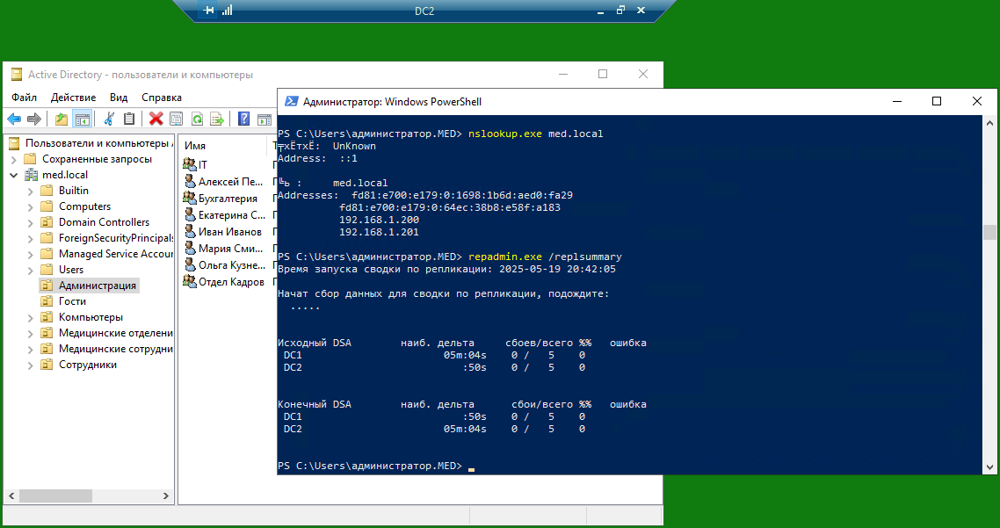 DC2
Active Directory - пользователи и компьютеры
Файл Действие Вид Справка
Пользователи и компьютеры
Сохраненные запросы
med.local
Builtin
Computers
Domain Controllers
ForeignSecurityPrincipals
Managed Service Accour
Users
Администрация
Гости
Компьютеры
Медицинские отделени
Медицинские сотрудни
Сотрудники
Имя
IT
Алексей Пе...
Бухгалтерия
Екатерина С...
Иван Иванов
Мария Сми...
Ольга Кузне...
Отдел Кадров
Администратор: Windows PowerShell
PS C:\Users\администратор.MED> nslookup.exe med.local
╤хЁтхЁ: UnKnown
Address: ::1
╚ь : med.local
Addresses: fd81:e700:e179:0:1698:1b6d:aed0:fa29
fd81:e700:e179:0:64ec:38b8:e58f:a183
192.168.1.200
192.168.1.201
PS C:\Users\администратор.MED> repadmin.exe /replsummary
Время запуска сводки по репликации: 2025-05-19 20:42:05
Начат сбор данных для сводки по репликации, подождите:
.....
Исходный DSA наиб. дельта сбоев/всего %% ошибка
DC1 05m:04s 0 / 5 0
DC2 :50s 0 / 5 0
Конечный DSA наиб. дельта сбои/всего %% ошибка
DC1 :50s 0 / 5 0
DC2 05m:04s 0 / 5 0
PS C:\Users\администратор.MED>